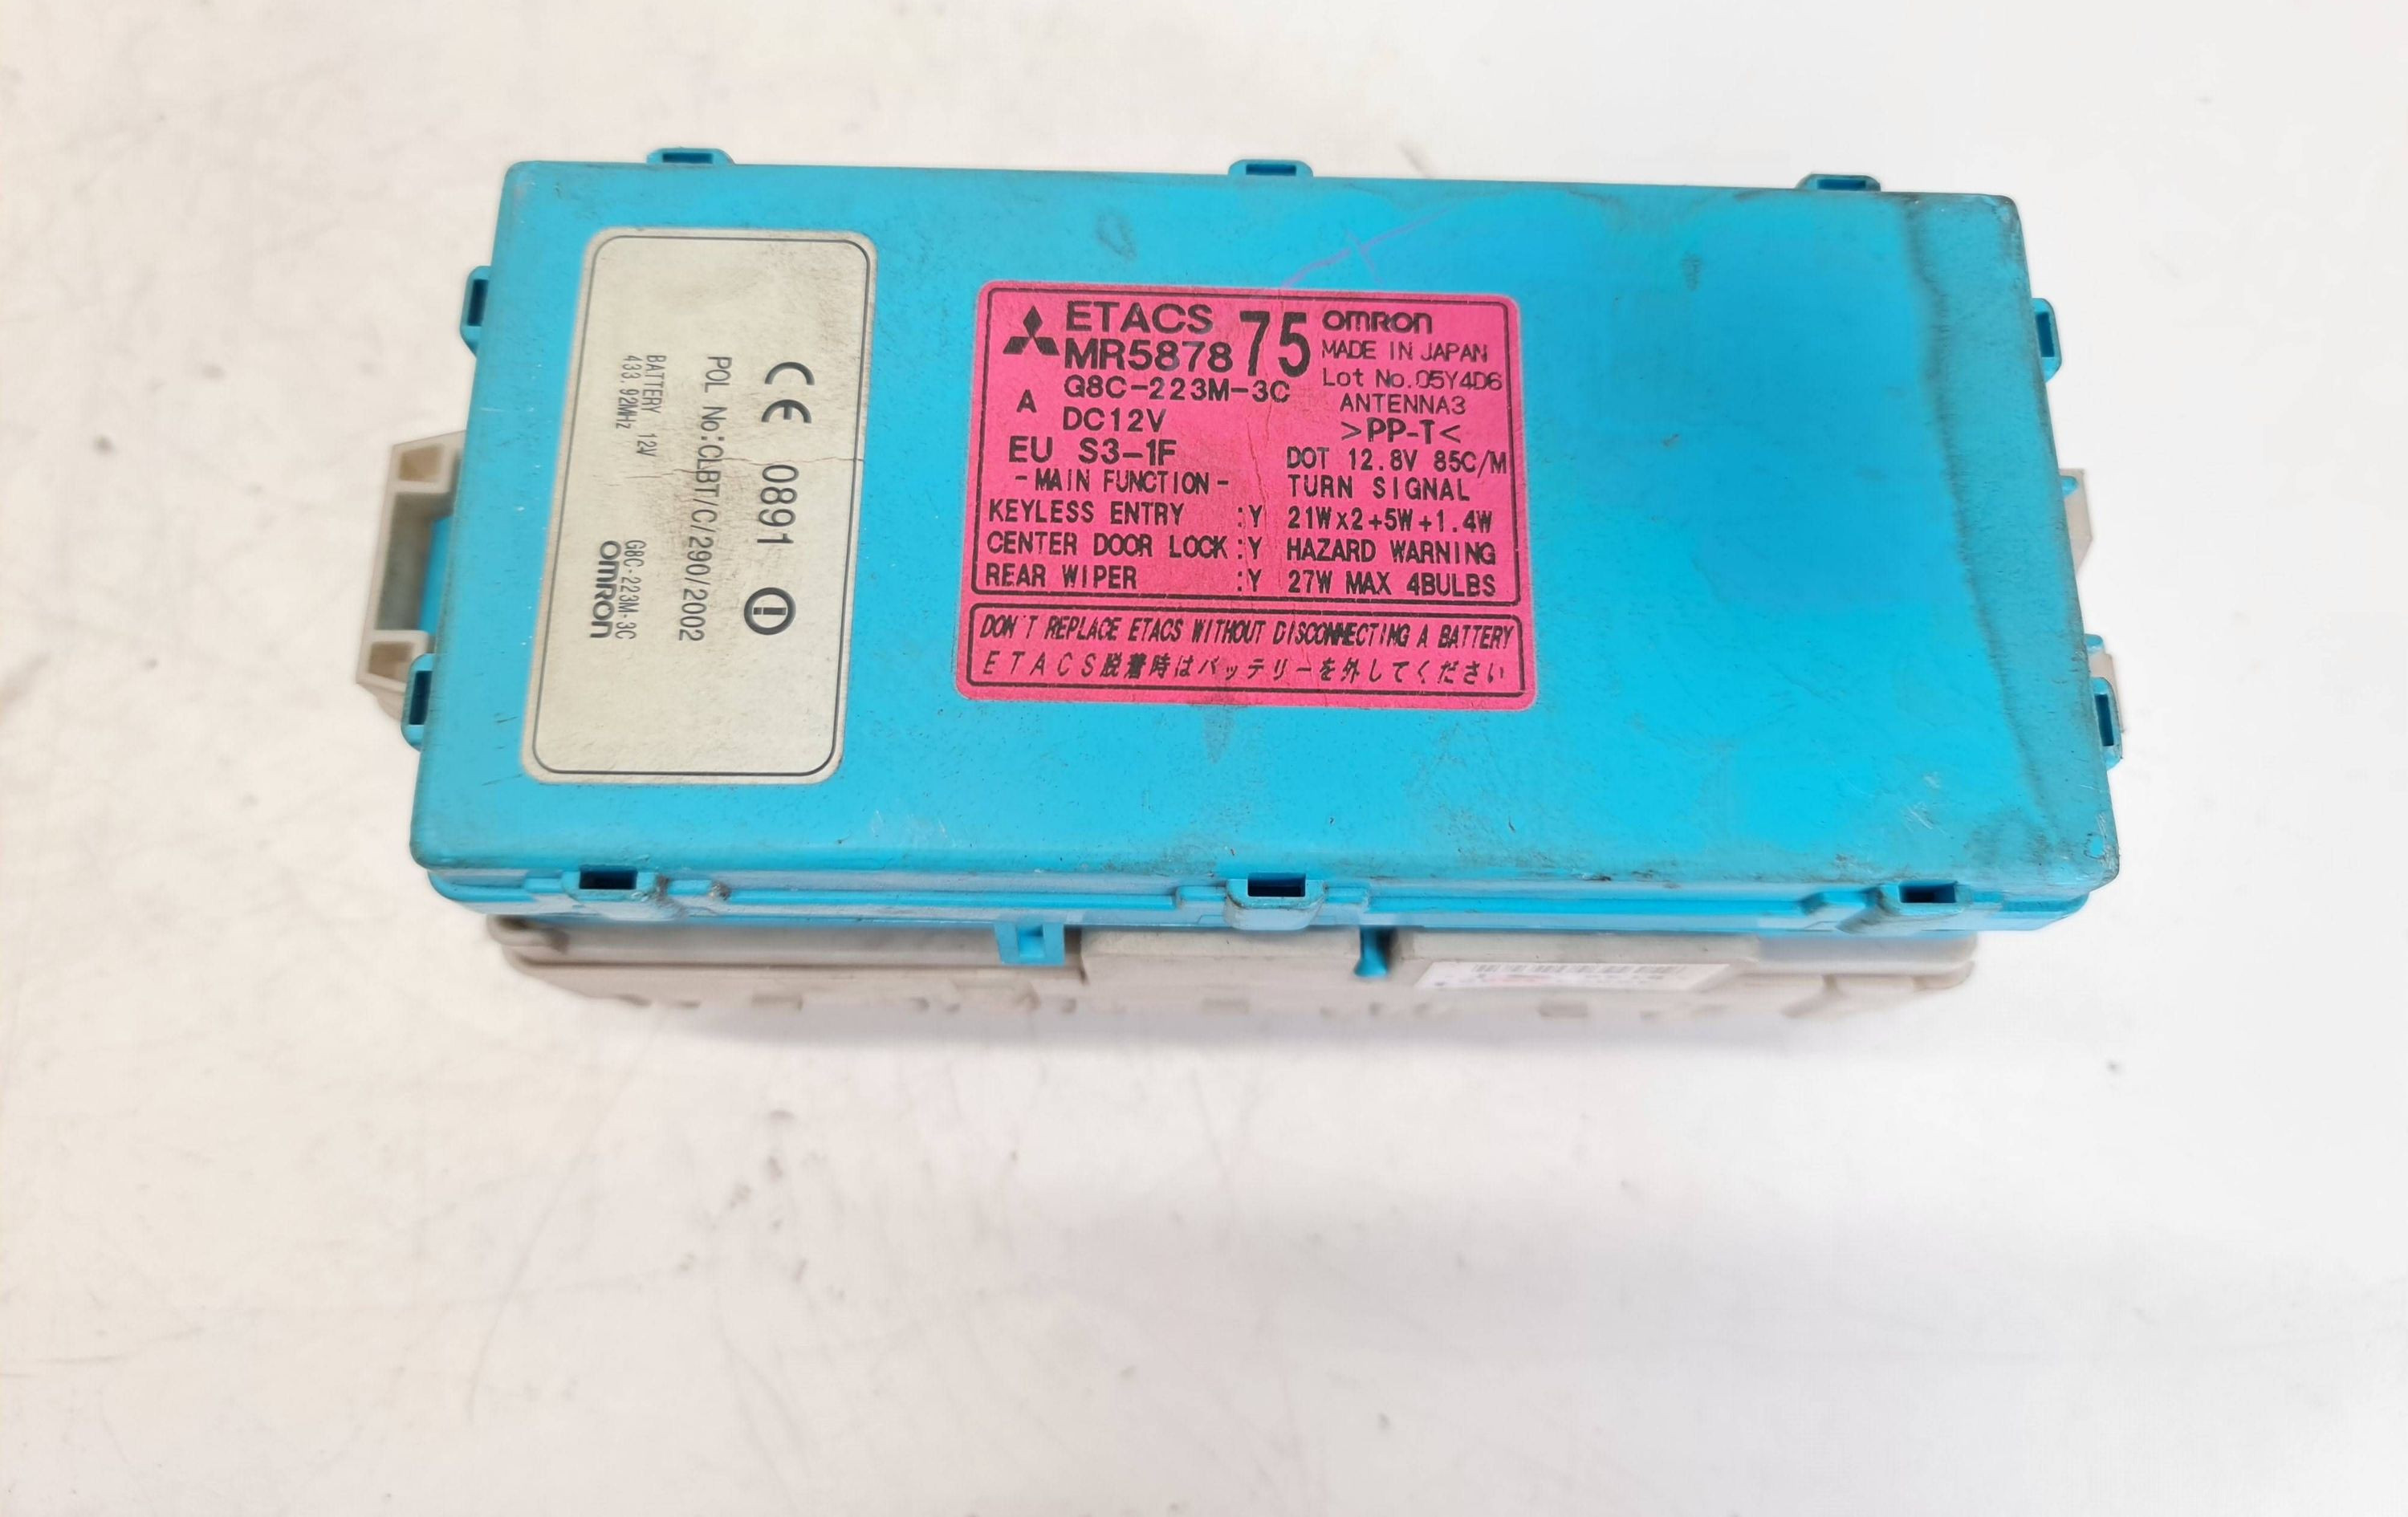 CE 0891
POL No:CLBT/C/290/2002
BATTERY 12V
433.92MHz
G8C-223M-3C
OMRON
ETACS
MR587875
G8C-223M-3C
A
DC12V
EU S3-1F
-MAIN FUNCTION-
KEYLESS ENTRY :Y
CENTER DOOR LOCK :Y
REAR WIPER :Y
OMRON
MADE IN JAPAN
Lot No.05Y4D6
ANTENNA3
>PP-T<
DOT 12.8V 85C/M
TURN SIGNAL
21Wx2+5W+1.4W
HAZARD WARNING
27W MAX 4BULBS
DON'T REPLACE ETACS WITHOUT DISCONNECTING A BATTERY
ETACS脱着時はバッテリーを外してください